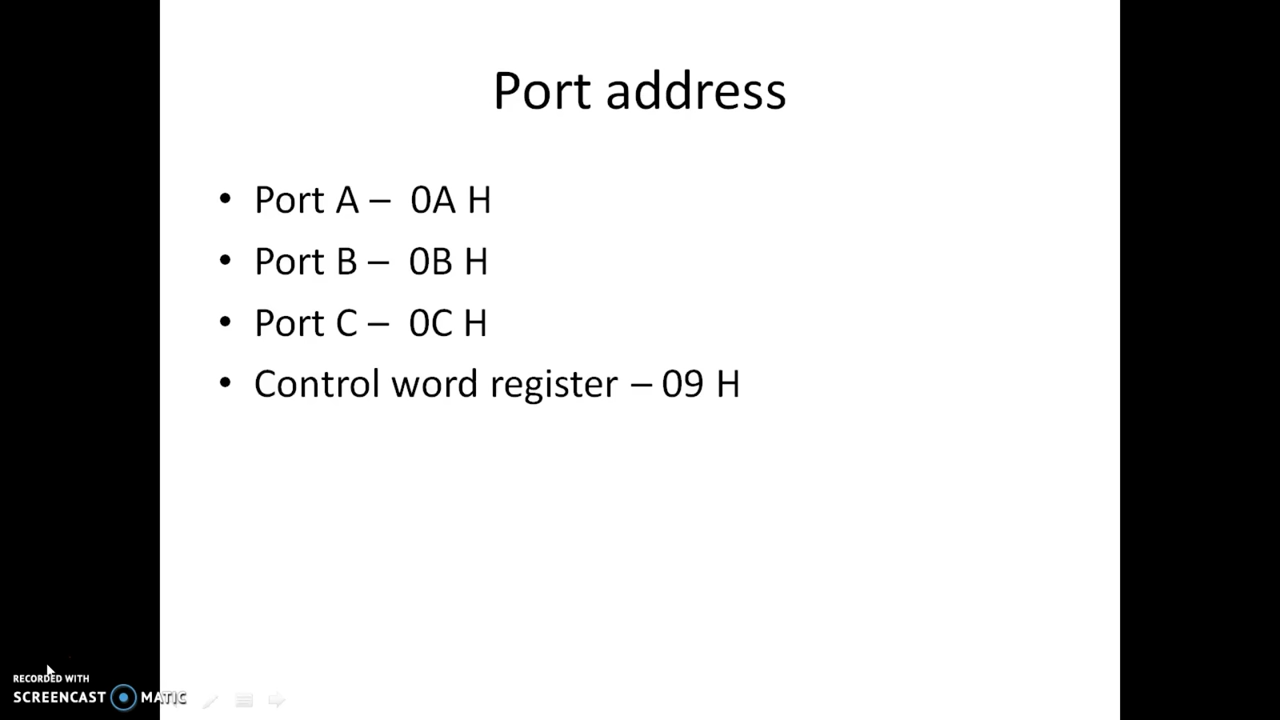 Port address
• Port A – 0A H
• Port B – 0B H
• Port C – 0C H
• Control word register – 09 H
RECORDED WITH
SCREENCAST MATIC